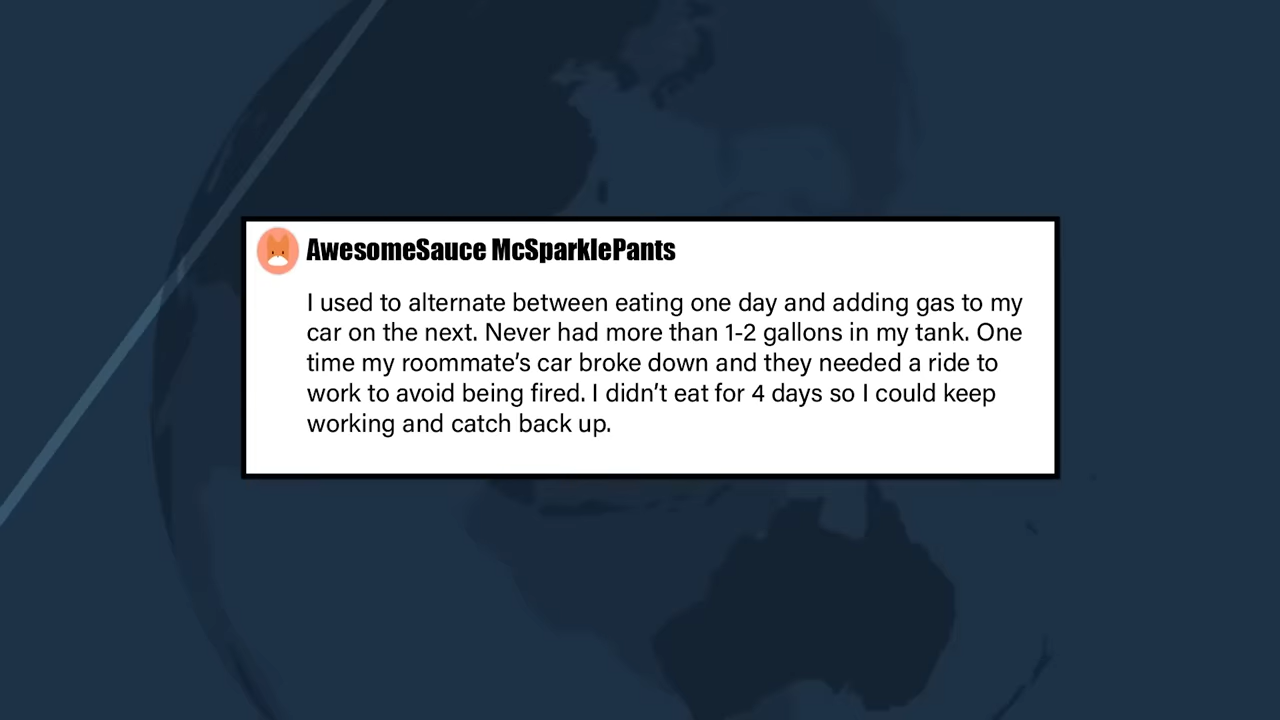 AwesomeSauce McSparklePants
I used to alternate between eating one day and adding gas to my
car on the next. Never had more than 1-2 gallons in my tank. One
time my roommate’s car broke down and they needed a ride to
work to avoid being fired. I didn’t eat for 4 days so I could keep
working and catch back up.